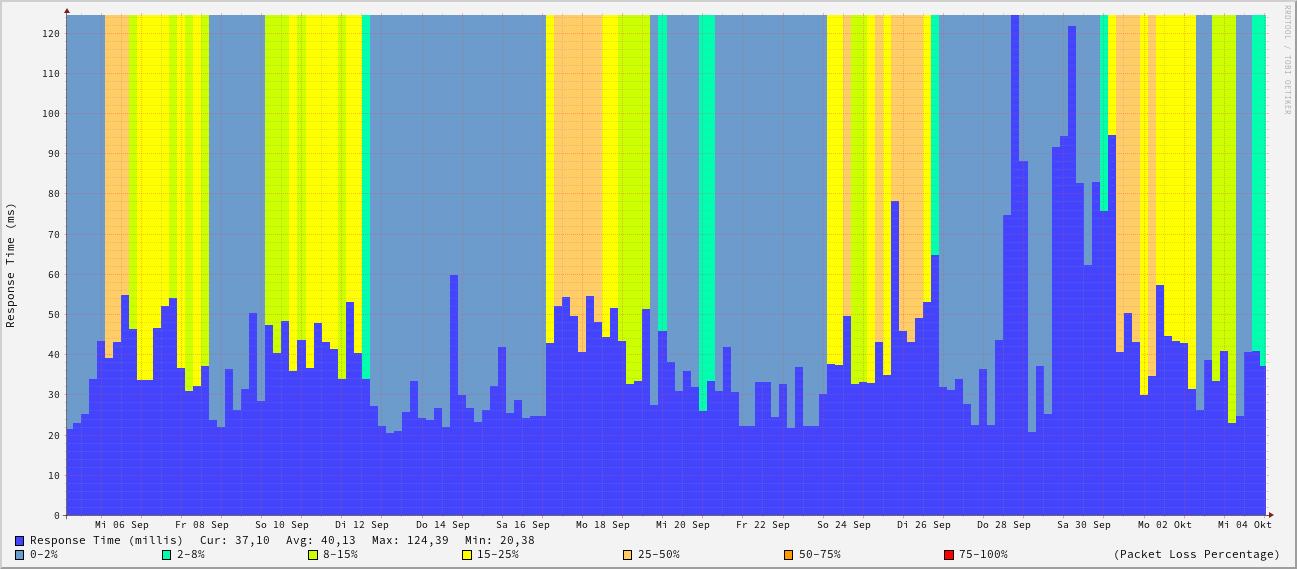 RRDTOOL / TOBI OETIKER
Response Time (ms)
120
110
100
90
80
70
60
50
40
30
20
10
0
Mi 06 Sep Fr 08 Sep So 10 Sep Di 12 Sep Do 14 Sep Sa 16 Sep Mo 18 Sep Mi 20 Sep Fr 22 Sep So 24 Sep Di 26 Sep Do 28 Sep Sa 30 Sep Mo 02 Okt Mi 04 Okt
Response Time (millis) Cur: 37,10 Avg: 40,13 Max: 124,39 Min: 20,38
0-2% 2-8% 8-15% 15-25% 25-50% 50-75% 75-100% (Packet Loss Percentage)